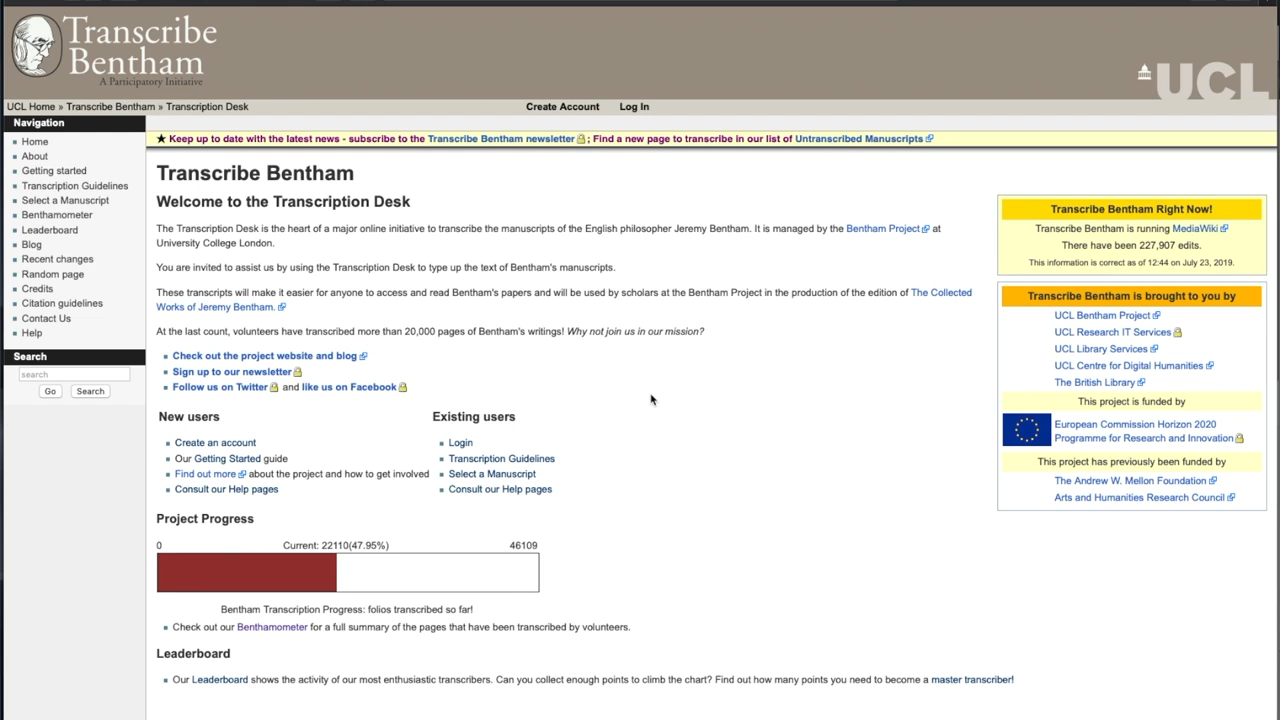 Transcribe
Bentham
A Participatory Initiative
UCL
UCL Home » Transcribe Bentham » Transcription Desk
Create Account Log In
Navigation
Home
About
Getting started
Transcription Guidelines
Select a Manuscript
Benthamometer
Leaderboard
Blog
Recent changes
Random page
Credits
Citation guidelines
Contact Us
Help
Search
search
Go Search
★ Keep up to date with the latest news - subscribe to the Transcribe Bentham newsletter ; Find a new page to transcribe in our list of Untranscribed Manuscripts
Transcribe Bentham
Welcome to the Transcription Desk
The Transcription Desk is the heart of a major online initiative to transcribe the manuscripts of the English philosopher Jeremy Bentham. It is managed by the Bentham Project at
University College London.
You are invited to assist us by using the Transcription Desk to type up the text of Bentham's manuscripts.
These transcripts will make it easier for anyone to access and read Bentham's papers and will be used by scholars at the Bentham Project in the production of the edition of The Collected
Works of Jeremy Bentham.
At the last count, volunteers have transcribed more than 20,000 pages of Bentham's writings! Why not join us in our mission?
Check out the project website and blog
Sign up to our newsletter
Follow us on Twitter and like us on Facebook
New users
Create an account
Our Getting Started guide
Find out more about the project and how to get involved
Consult our Help pages
Existing users
Login
Transcription Guidelines
Select a Manuscript
Consult our Help pages
Project Progress
0 Current: 22110(47.95%) 46109
Bentham Transcription Progress: folios transcribed so far!
Check out our Benthamometer for a full summary of the pages that have been transcribed by volunteers.
Leaderboard
Our Leaderboard shows the activity of our most enthusiastic transcribers. Can you collect enough points to climb the chart? Find out how many points you need to become a master transcriber!
Transcribe Bentham Right Now!
Transcribe Bentham is running MediaWiki
There have been 227,907 edits.
This information is correct as of 12:44 on July 23, 2019.
Transcribe Bentham is brought to you by
UCL Bentham Project
UCL Research IT Services
UCL Library Services
UCL Centre for Digital Humanities
The British Library
This project is funded by
European Commission Horizon 2020
Programme for Research and Innovation
This project has previously been funded by
The Andrew W. Mellon Foundation
Arts and Humanities Research Council